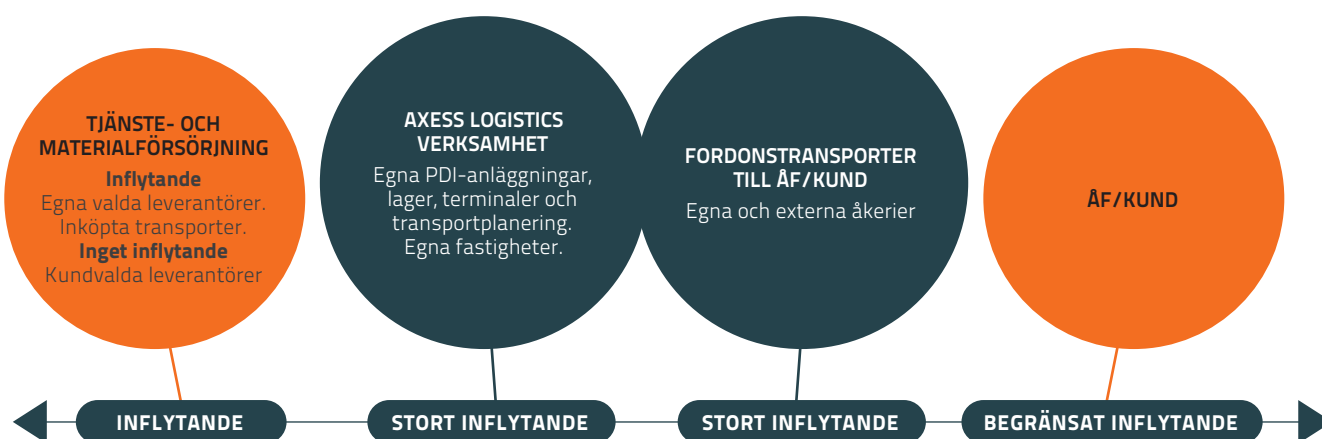 TJÄNSTE- OCH
MATERIALFÖRSÖRJNING
Inflytande
Egna valda leverantörer.
Inköpta transporter.
Inget inflytande
Kundvalda leverantörer
AXESS LOGISTICS
VERKSAMHET
Egna PDI-anläggningar,
lager, terminaler och
transportplanering.
Egna fastigheter.
FORDONSTRANSPORTER
TILL ÅF/KUND
Egna och externa åkerier
ÅF/KUND
INFLYTANDE
STORT INFLYTANDE
STORT INFLYTANDE
BEGRÄNSAT INFLYTANDE